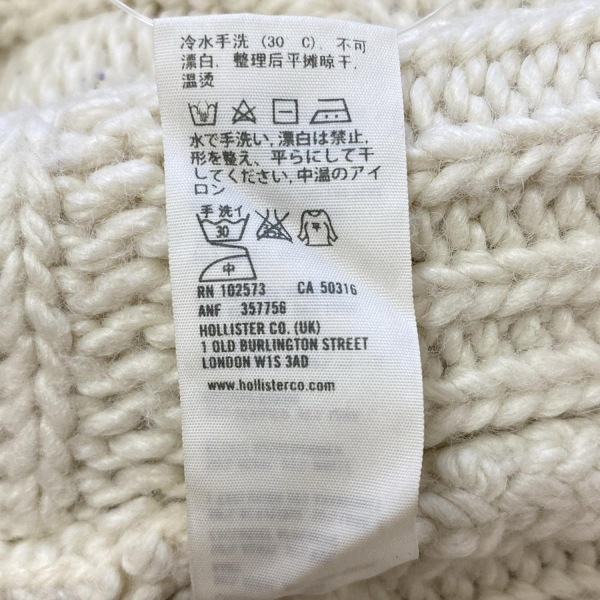 冷水手洗 (30 C). 不可
漂白. 整理后平摊晾干.
温烫
水で手洗い, 漂白は禁止,
形を整え、平らにして干
してください, 中温のアイ
ロン
手洗イ
30
平
中
RN 102573 CA 50316
ANF 357756
HOLLISTER CO. (UK)
1 OLD BURLINGTON STREET
LONDON W1S 3AD
www.hollisterco.com